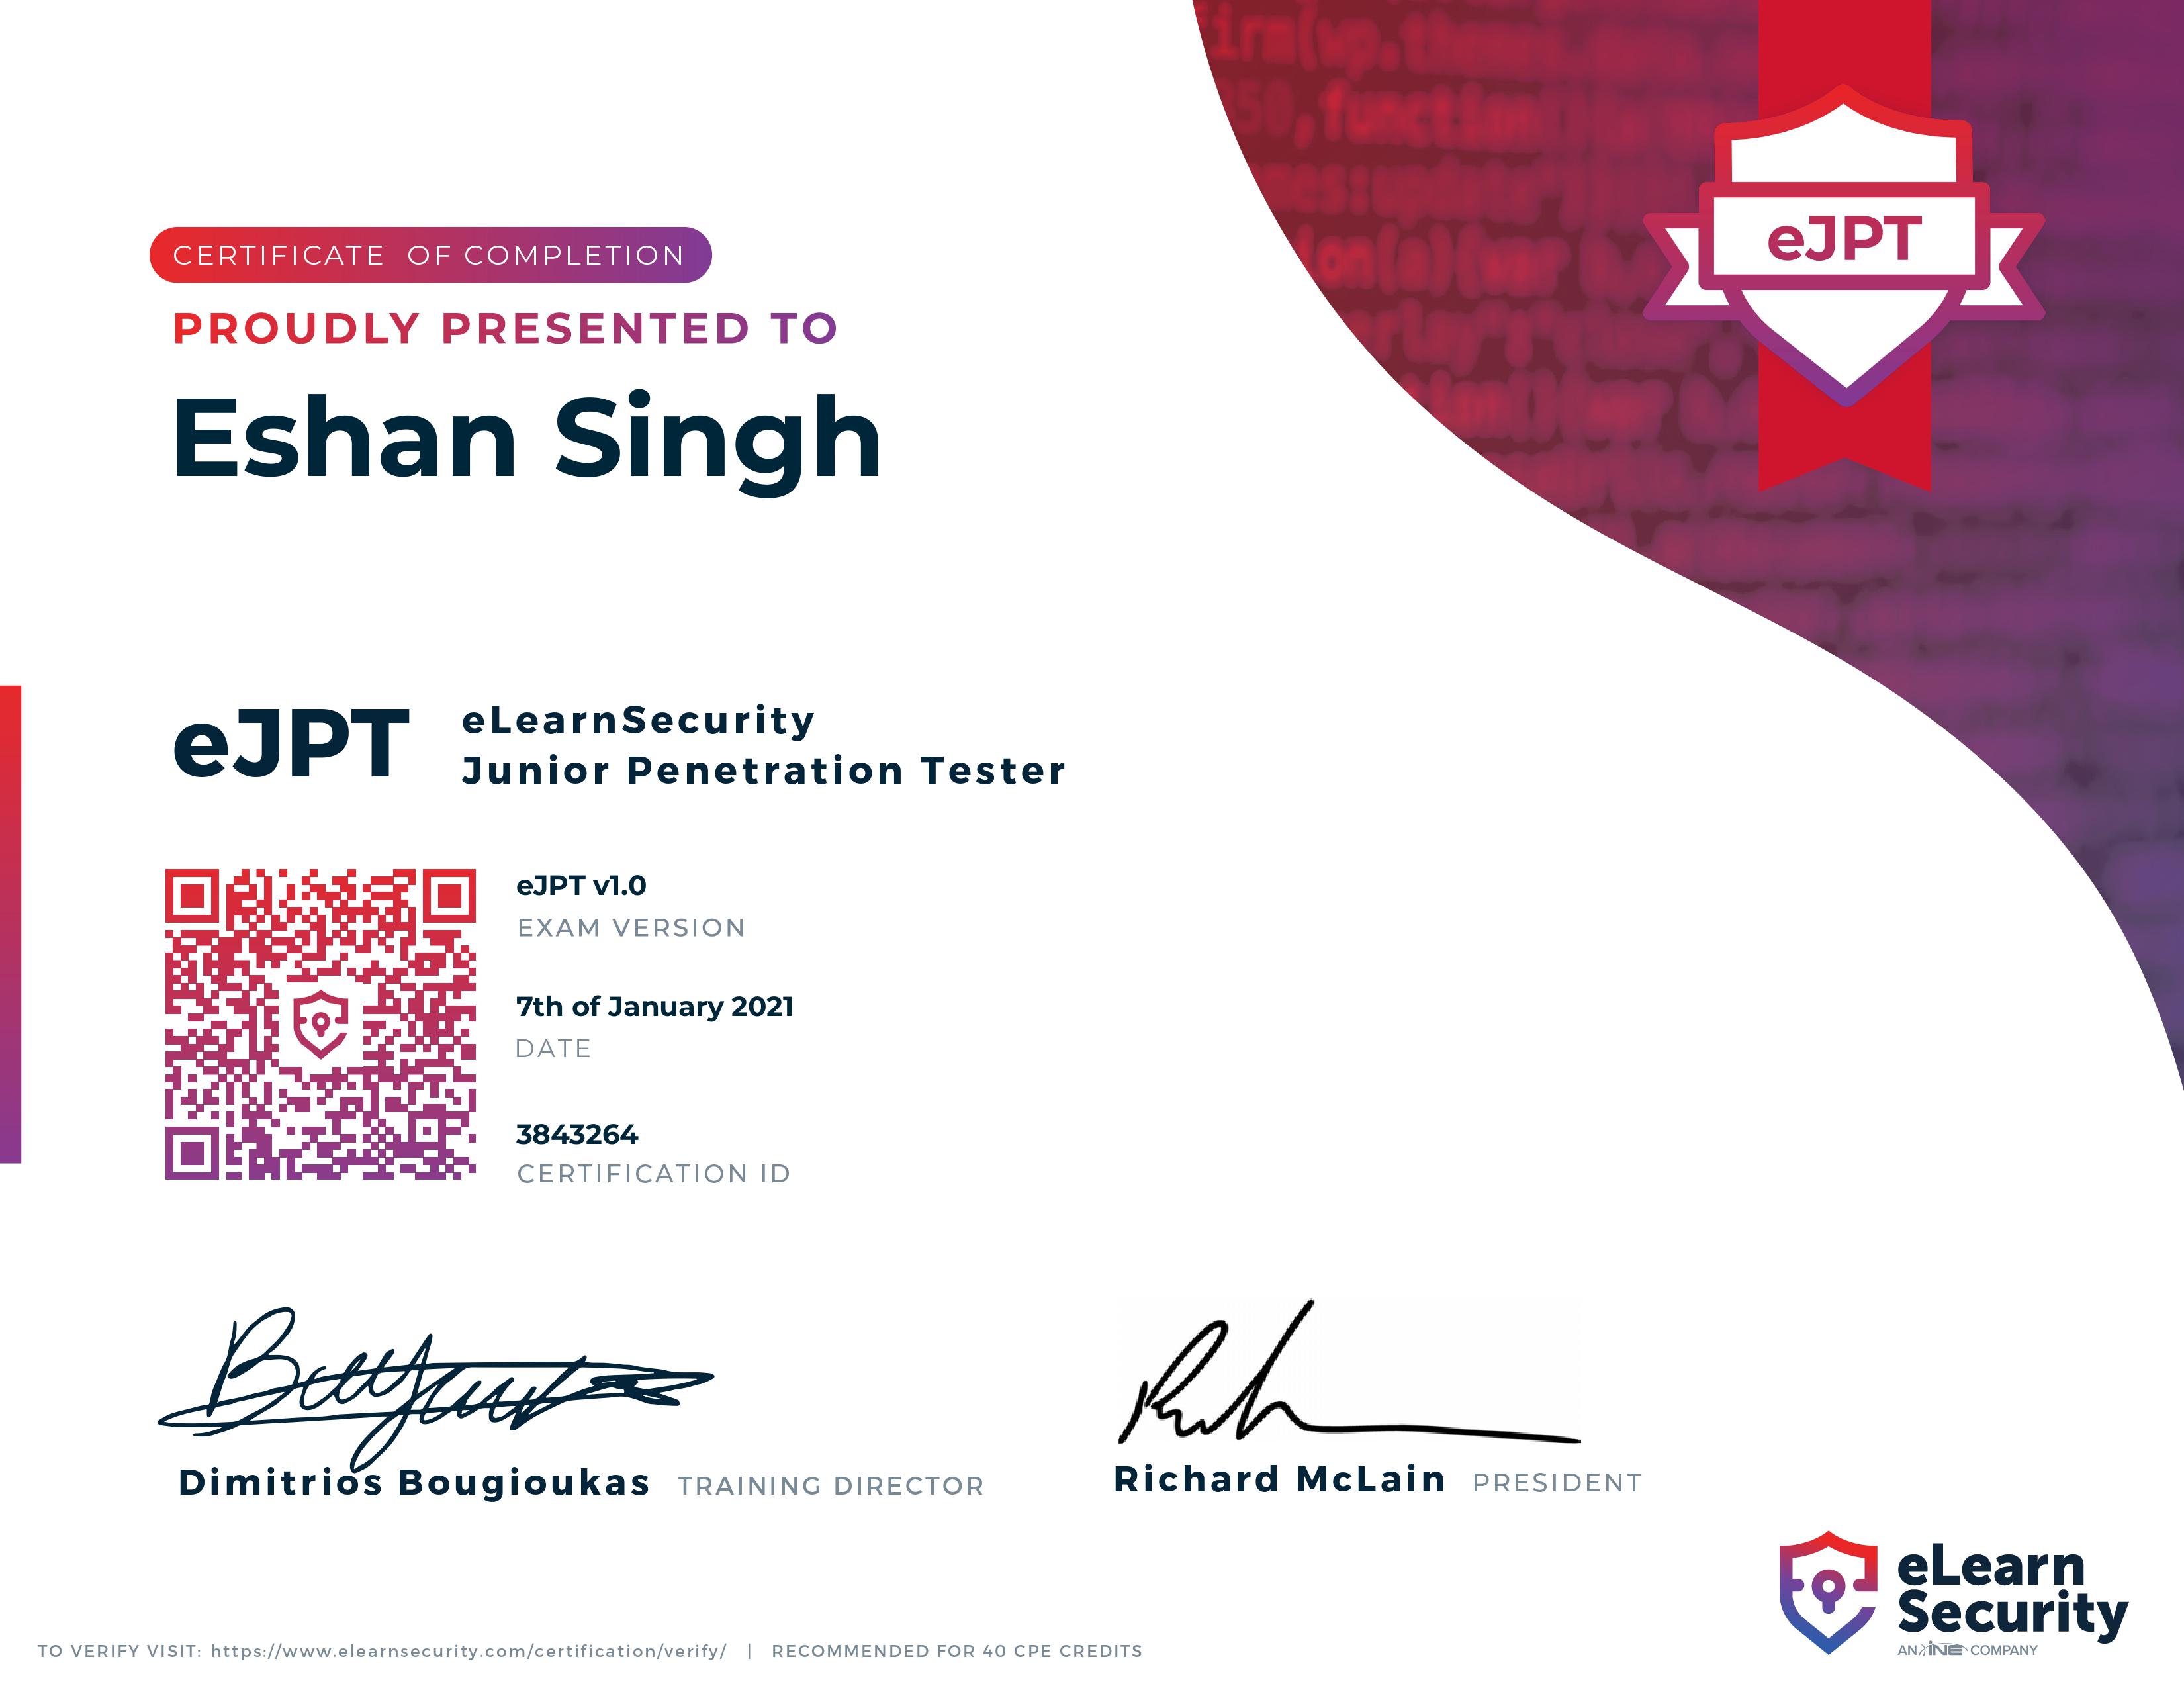 CERTIFICATE OF COMPLETION
PROUDLY PRESENTED TO
Eshan Singh
eJPT
eJPT
eLearnSecurity
Junior Penetration Tester
eJPT v1.0
EXAM VERSION
7th of January 2021
DATE
3843264
CERTIFICATION ID
Dimitrios Bougioukas TRAINING DIRECTOR
Richard McLain PRESIDENT
eLearn
Security
AN INE COMPANY
TO VERIFY VISIT: https://www.elearnsecurity.com/certification/verify/ | RECOMMENDED FOR 40 CPE CREDITS